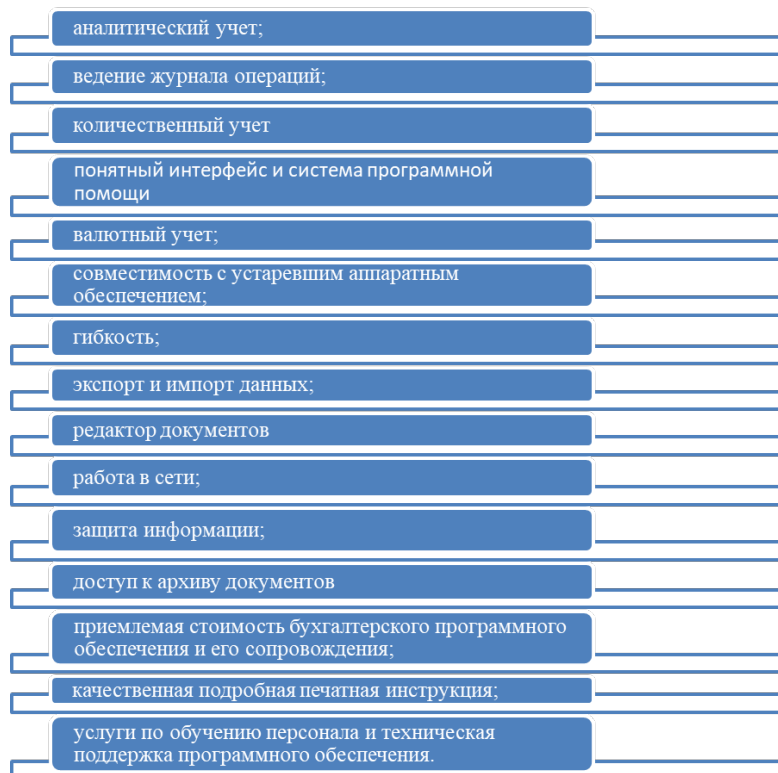 аналитический учет;
ведение журнала операций;
количественный учет
понятный интерфейс и система программной
помощи
валютный учет;
совместимость с устаревшим аппаратным
обеспечением;
гибкость;
экспорт и импорт данных;
редактор документов
работа в сети;
защита информации;
доступ к архиву документов
приемлемая стоимость бухгалтерского программного
обеспечения и его сопровождения;
качественная подробная печатная инструкция;
услуги по обучению персонала и техническая
поддержка программного обеспечения.